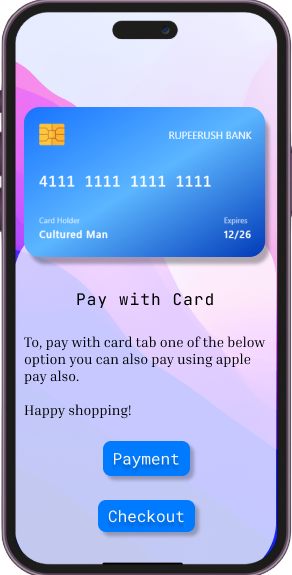 RUPEERUSH BANK
4111 1111 1111 1111
Card Holder Expires
Cultured Man 12/26
Pay with Card
To, pay with card tab one of the below
option you can also pay using apple
pay also.
Happy shopping!
Payment
Checkout